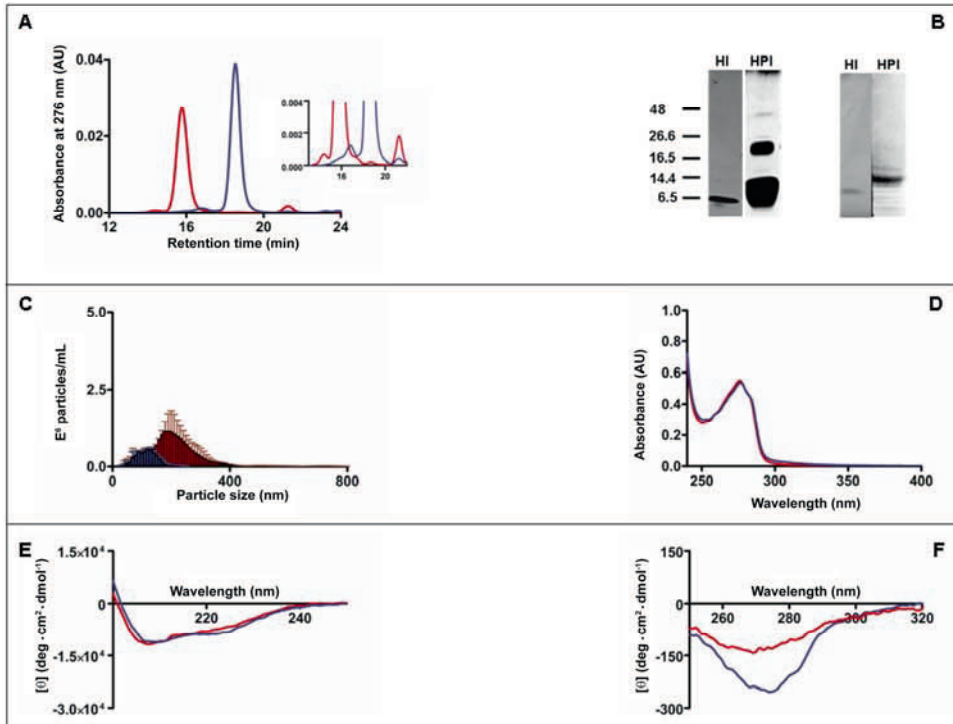 A
Absorbance at 276 nm (AU)
0.04
0.02
0.00
12 16 20 24
Retention time (min)
0.004
0.003
0.002
0.001
0.000
16 20
B
HI HPI HI HPI
48
26.6
16.5
14.4
6.5
C
E⁶ particles/mL
5.0
2.5
0.0
0 400 800
Particle size (nm)
D
Absorbance (AU)
1.0
0.8
0.6
0.4
0.2
0.0
250 300 350 400
Wavelength (nm)
E
[θ] (deg · cm² · dmol⁻¹)
1.5×10⁴
0
-1.5×10⁴
-3.0×10⁴
Wavelength (nm)
220 240
F
[θ] (deg · cm² · dmol⁻¹)
150
0
-150
-300
Wavelength (nm)
260 280 300 320